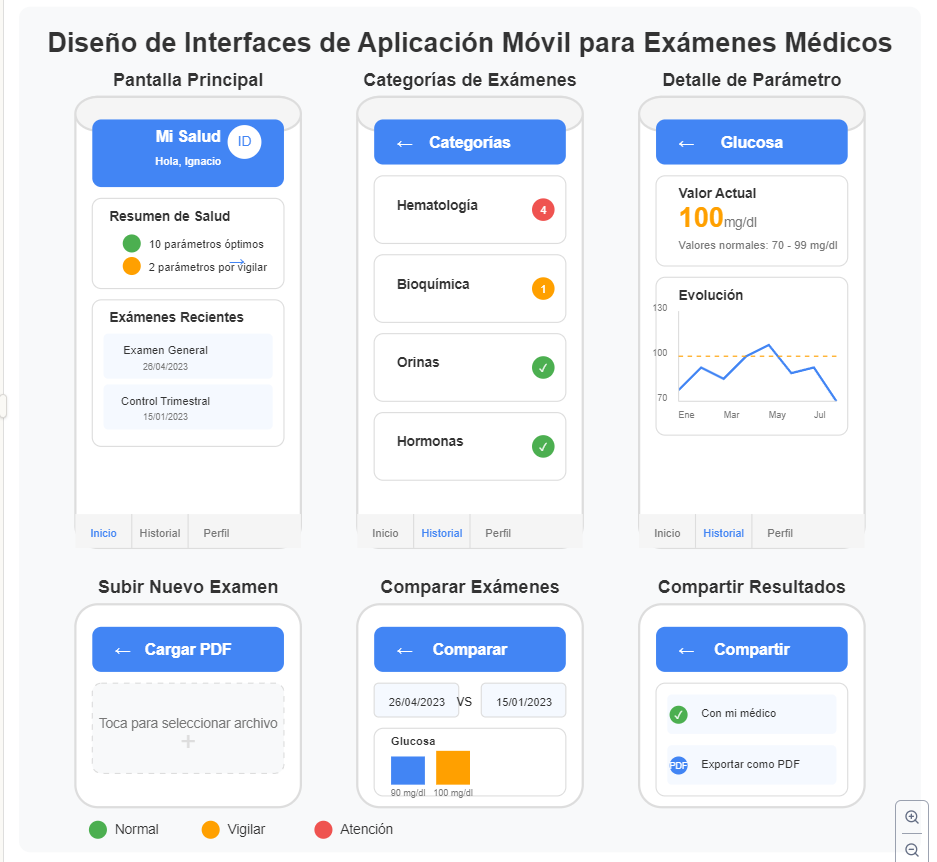 Diseño de Interfaces de Aplicación Móvil para Exámenes Médicos
Pantalla Principal
Mi Salud
ID
Hola, Ignacio
Resumen de Salud
10 parámetros óptimos
2 parámetros por vigilar
→
Exámenes Recientes
Examen General
26/04/2023
Control Trimestral
15/01/2023
Inicio Historial Perfil
Categorías de Exámenes
← Categorías
Hematología 4
Bioquímica 1
Orinas ✓
Hormonas ✓
Inicio Historial Perfil
Detalle de Parámetro
← Glucosa
Valor Actual
100mg/dl
Valores normales: 70 - 99 mg/dl
Evolución
130
100
70
Ene Mar May Jul
Inicio Historial Perfil
Subir Nuevo Examen
← Cargar PDF
Toca para seleccionar archivo
+
Comparar Exámenes
← Comparar
26/04/2023 VS 15/01/2023
Glucosa
90 mg/dl 100 mg/dl
Compartir Resultados
← Compartir
✓ Con mi médico
PDF Exportar como PDF
Normal Vigilar Atención